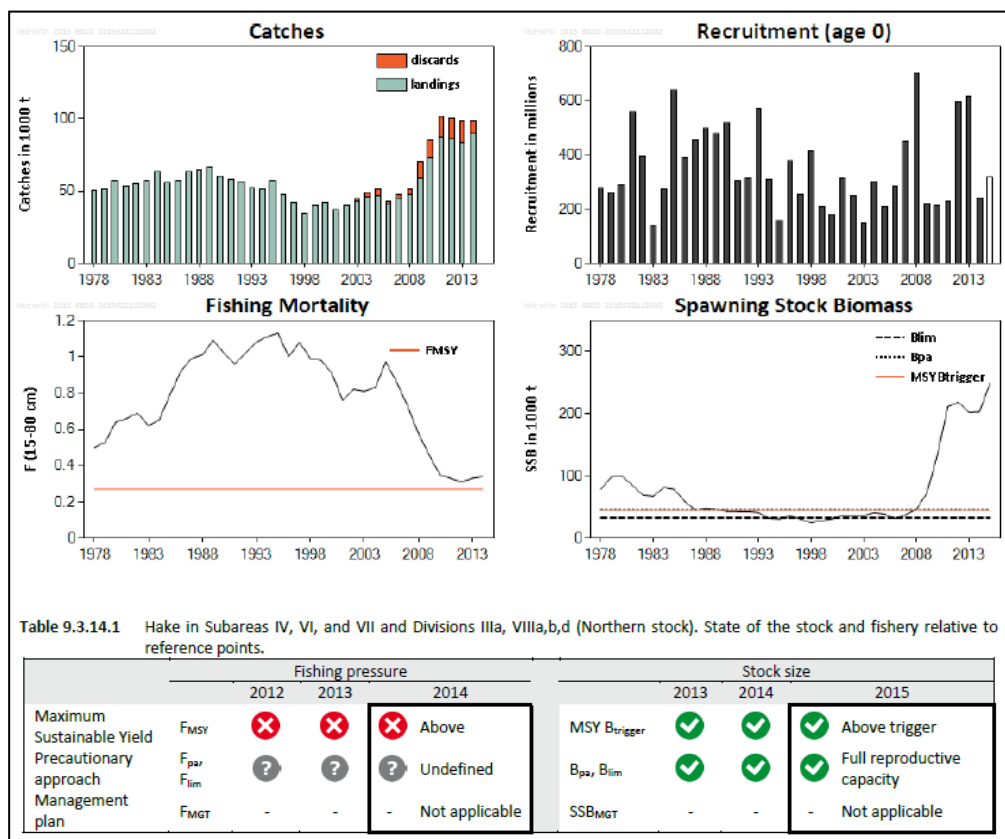 Catches
Catches in 1000 t
150
100
50
0
discards
landings
1978 1983 1988 1993 1998 2003 2008 2013
Recruitment (age 0)
Recruitment in millions
800
600
400
200
0
1978 1983 1988 1993 1998 2003 2008 2013
Fishing Mortality
F (15-80 cm)
1.2
1
0.8
0.6
0.4
0.2
0
FMSY
1978 1983 1988 1993 1998 2003 2008 2013
Spawning Stock Biomass
SSB in 1000 t
300
200
100
0
Blim
Bpa
MSYBtrigger
1978 1983 1988 1993 1998 2003 2008 2013
Table 9.3.14.1 Hake in Subareas IV, VI, and VII and Divisions IIIa, VIIIa,b,d (Northern stock). State of the stock and fishery relative to
reference points.
Fishing pressure Stock size
2012 2013 2014 2013 2014 2015
Maximum Sustainable Yield FMSY Above MSY Btrigger Above trigger
Precautionary approach Fpa, Flim ? ? ? Undefined Bpa, Blim Full reproductive capacity
Management plan FMGT - - - Not applicable SSBMGT - - - Not applicable